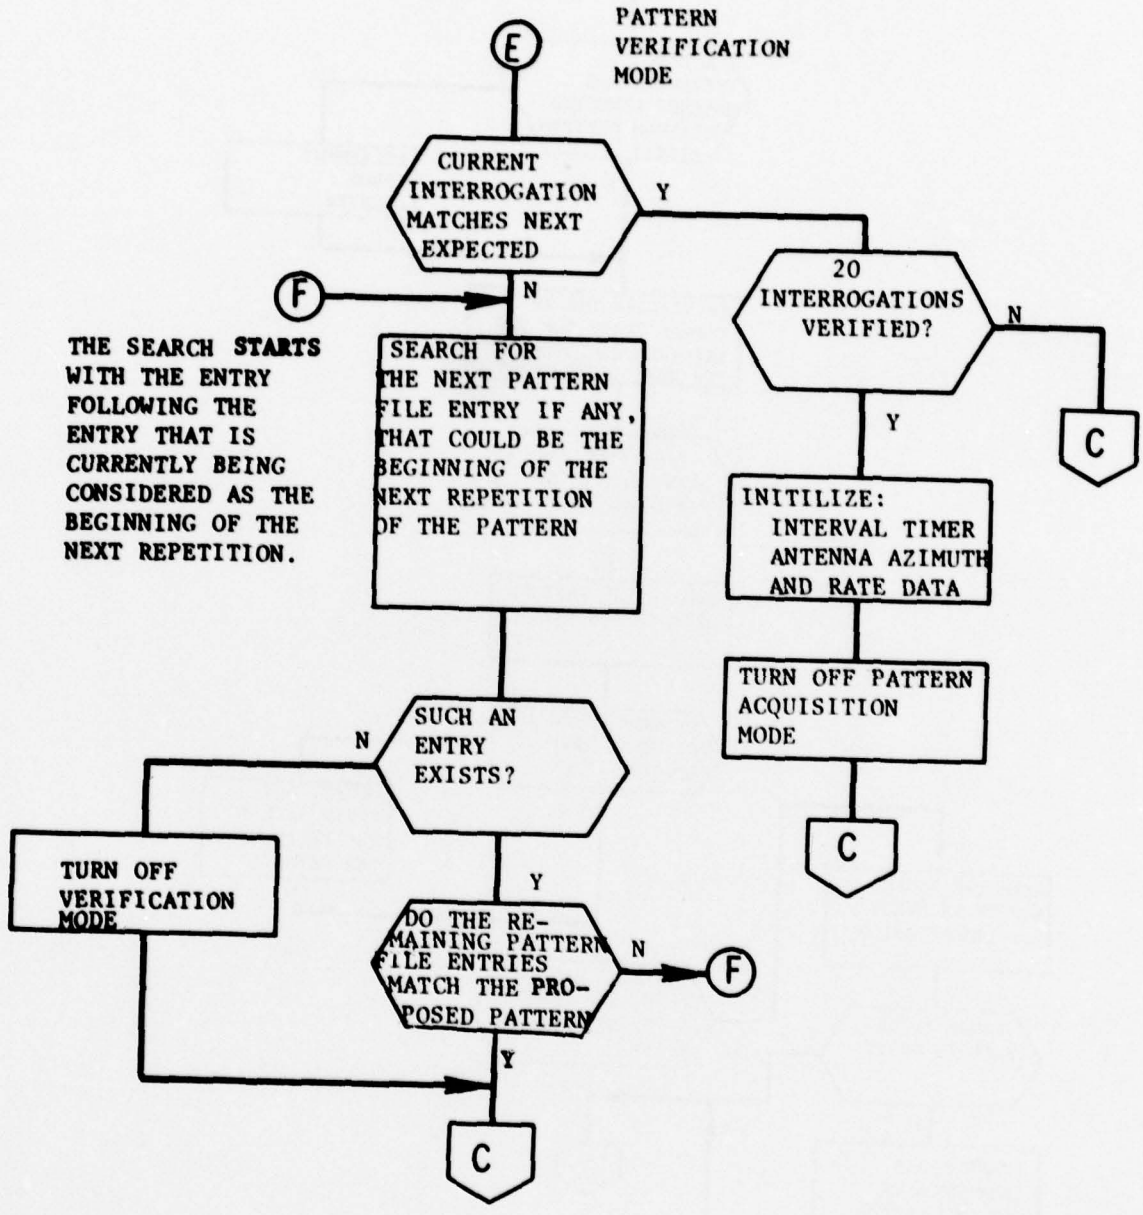 PATTERN
VERIFICATION
MODE
E
CURRENT
INTERROGATION
MATCHES NEXT
EXPECTED
Y
N
F
20
INTERROGATIONS
VERIFIED?
N
Y
C
THE SEARCH STARTS
WITH THE ENTRY
FOLLOWING THE
ENTRY THAT IS
CURRENTLY BEING
CONSIDERED AS THE
BEGINNING OF THE
NEXT REPETITION.
SEARCH FOR
THE NEXT PATTERN
FILE ENTRY IF ANY,
THAT COULD BE THE
BEGINNING OF THE
NEXT REPETITION
OF THE PATTERN
INITILIZE:
INTERVAL TIMER
ANTENNA AZIMUTH
AND RATE DATA
TURN OFF PATTERN
ACQUISITION
MODE
C
SUCH AN
ENTRY
EXISTS?
N
Y
TURN OFF
VERIFICATION
MODE
DO THE RE-
MAINING PATTERN
FILE ENTRIES
MATCH THE PRO-
POSED PATTERN
N
F
Y
C